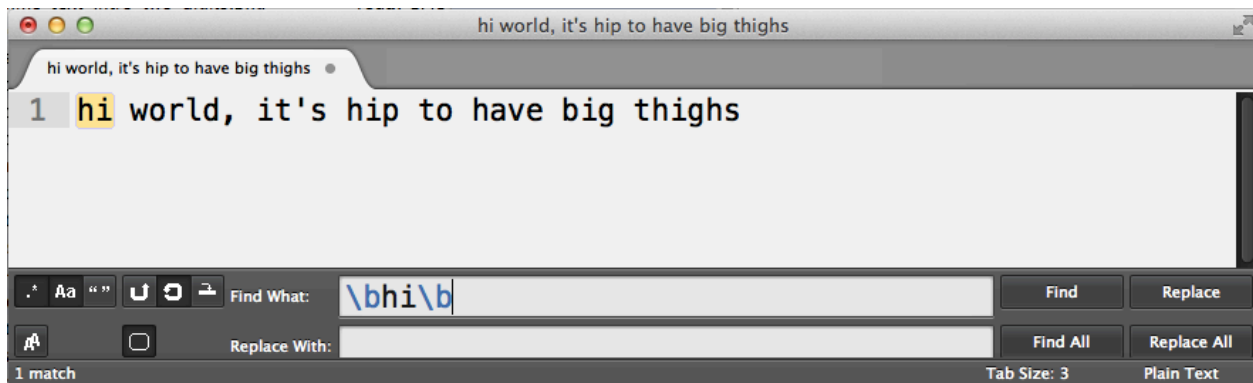 hi world, it's hip to have big thighs
hi world, it's hip to have big thighs
1 hi world, it's hip to have big thighs
.* Aa “ ” Find What: \bhi\b Find Replace
Replace With: Find All Replace All
1 match Tab Size: 3 Plain Text